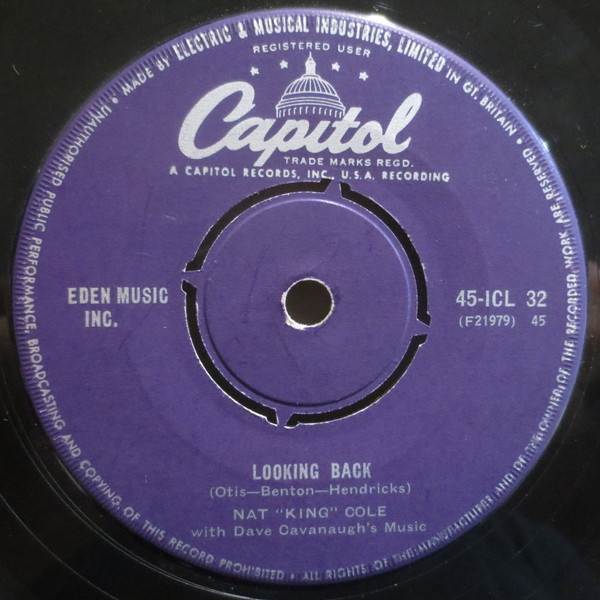 MADE BY ELECTRIC & MUSICAL INDUSTRIES, LIMITED IN GT. BRITAIN •
REGISTERED USER
Capitol
TRADE MARKS REGD.
A CAPITOL RECORDS, INC., U.S.A. RECORDING
EDEN MUSIC
INC.
45-ICL 32
(F21979) 45
LOOKING BACK
(Otis—Benton—Hendricks)
NAT "KING" COLE
with Dave Cavanaugh's Music
• ALL RIGHTS OF THE MANUFACTURER AND OF THE OWNER OF THE RECORDED WORK ARE RESERVED •
UNAUTHORISED PUBLIC PERFORMANCE, BROADCASTING AND COPYING OF THIS RECORD PROHIBITED